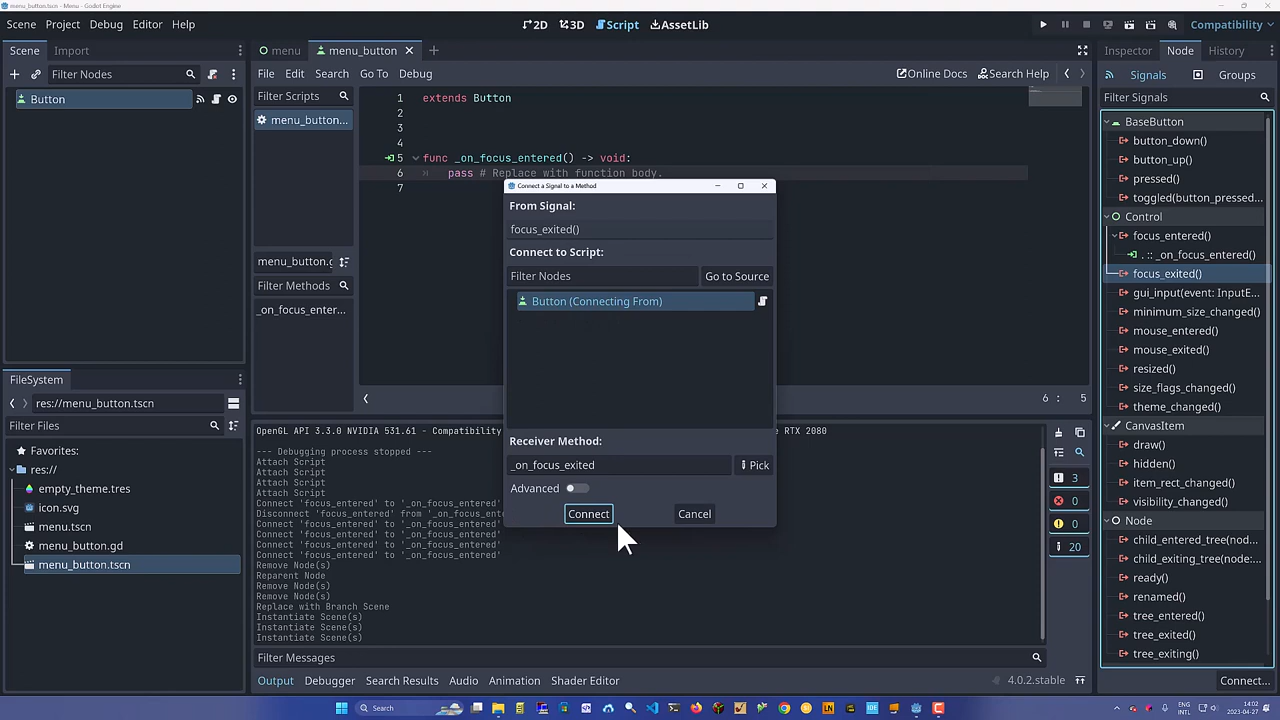 menu_button.tscn - Menu - Godot Engine
Scene Project Debug Editor Help
2D 3D Script AssetLib
Compatibility
Scene Import
menu menu_button
Inspector Node History
Filter Nodes
File Edit Search Go To Debug
Online Docs Search Help
Signals Groups
Button
Filter Scripts
menu_button...
menu_button.g
Filter Methods
_on_focus_enter...
1 extends Button
2
3
4
5 func _on_focus_entered() -> void:
6 pass # Replace with function body.
7
6 : 5
Connect a Signal to a Method
From Signal:
focus_exited()
Connect to Script:
Filter Nodes Go to Source
Button (Connecting From)
Receiver Method:
_on_focus_exited Pick
Advanced
Connect Cancel
Filter Signals
BaseButton
button_down()
button_up()
pressed()
toggled(button_pressed...
Control
focus_entered()
. :: _on_focus_entered()
focus_exited()
gui_input(event: InputE...
minimum_size_changed()
mouse_entered()
mouse_exited()
resized()
size_flags_changed()
theme_changed()
CanvasItem
draw()
hidden()
item_rect_changed()
visibility_changed()
Node
child_entered_tree(nod...
child_exiting_tree(node:...
ready()
renamed()
tree_entered()
tree_exited()
tree_exiting()
Connect...
FileSystem
res://menu_button.tscn
Filter Files
Favorites:
res://
empty_theme.tres
icon.svg
menu.tscn
menu_button.gd
menu_button.tscn
OpenGL API 3.3.0 NVIDIA 531.61 - Compatibility RTX 2080
--- Debugging process stopped ---
Attach Script
Attach Script
Attach Script
Attach Script
Connect 'focus_entered' to '_on_focus_entered'
Disconnect 'focus_entered' from '_on_focus_ente
Connect 'focus_entered' to '_on_focus_entered'
Connect 'focus_entered' to '_on_focus_entered'
Connect 'focus_entered' to '_on_focus_entered'
Connect 'focus_entered' to '_on_focus_entered'
Remove Node(s)
Reparent Node
Remove Node(s)
Remove Node(s)
Replace with Branch Scene
Instantiate Scene(s)
Instantiate Scene(s)
Instantiate Scene(s)
3
0
0
20
Filter Messages
Output Debugger Search Results Audio Animation Shader Editor
4.0.2.stable
Search
ENG
INTL
14:02
2023-04-27